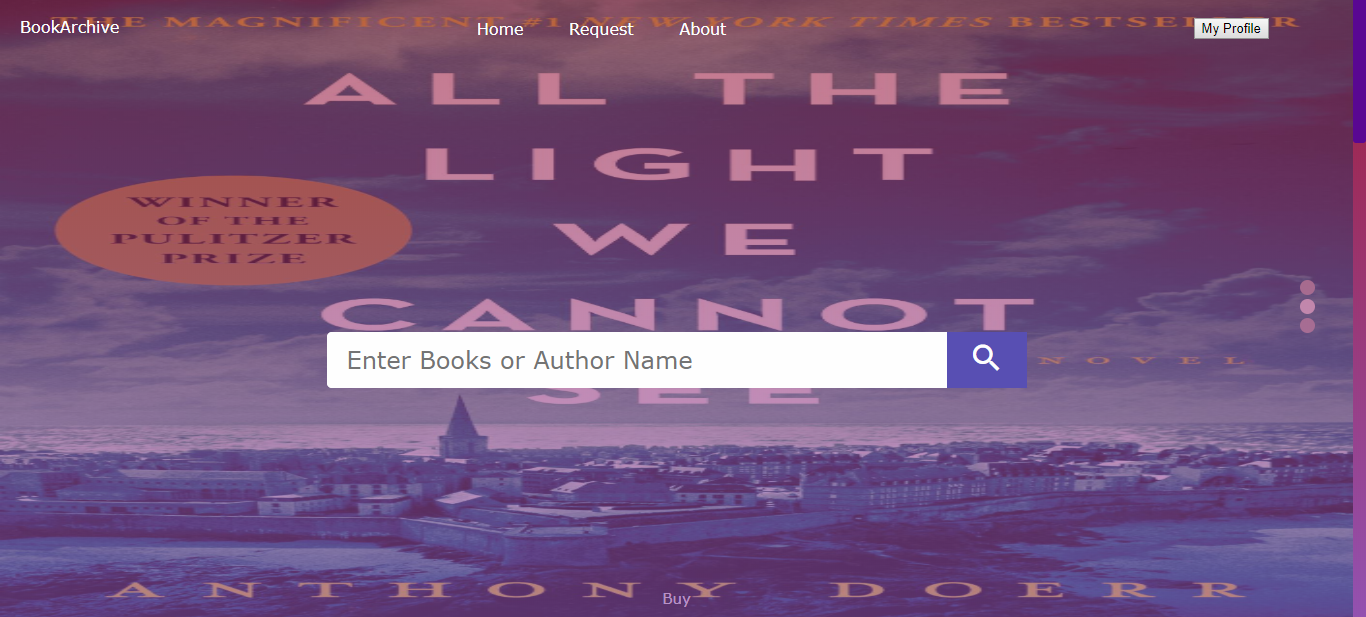 BookArchive
Home
Request
About
My Profile
THE MAGNIFICENT #1 NEW YORK TIMES BESTSELLER
ALL THE
LIGHT
WE
CANNOT
SEE
WINNER
OF THE
PULITZER
PRIZE
Enter Books or Author Name
NOVEL
ANTHONY DOERR
Buy